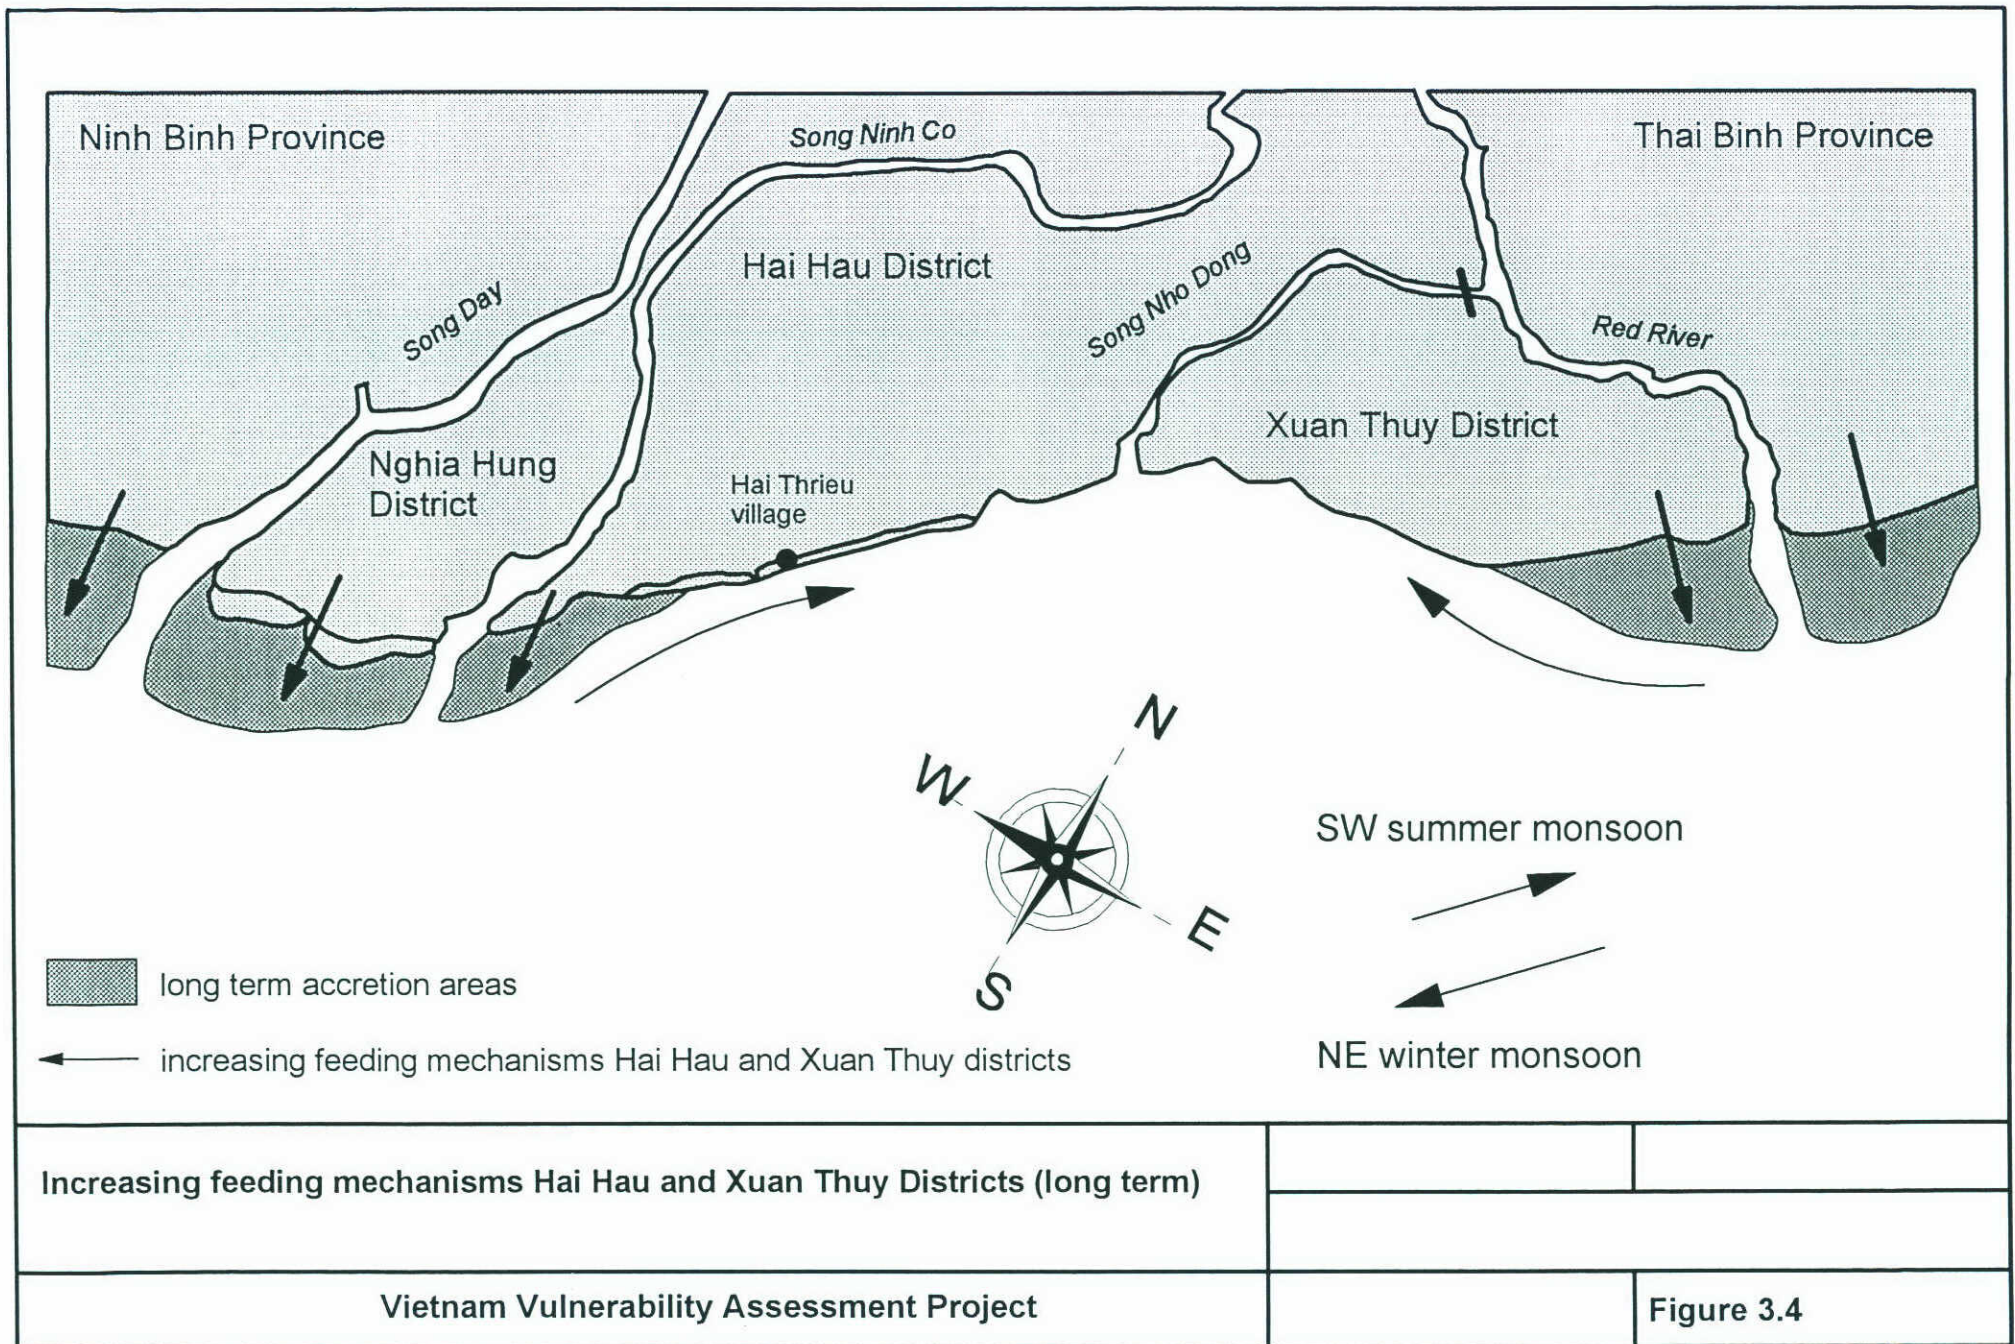 Ninh Binh Province
Song Ninh Co
Thai Binh Province
Hai Hau District
Song Nho Dong
Song Day
Red River
Xuan Thuy District
Nghia Hung
District
Hai Thrieu
village
N
W
E
S
SW summer monsoon
NE winter monsoon
long term accretion areas
increasing feeding mechanisms Hai Hau and Xuan Thuy districts
Increasing feeding mechanisms Hai Hau and Xuan Thuy Districts (long term)
Vietnam Vulnerability Assessment Project
Figure 3.4